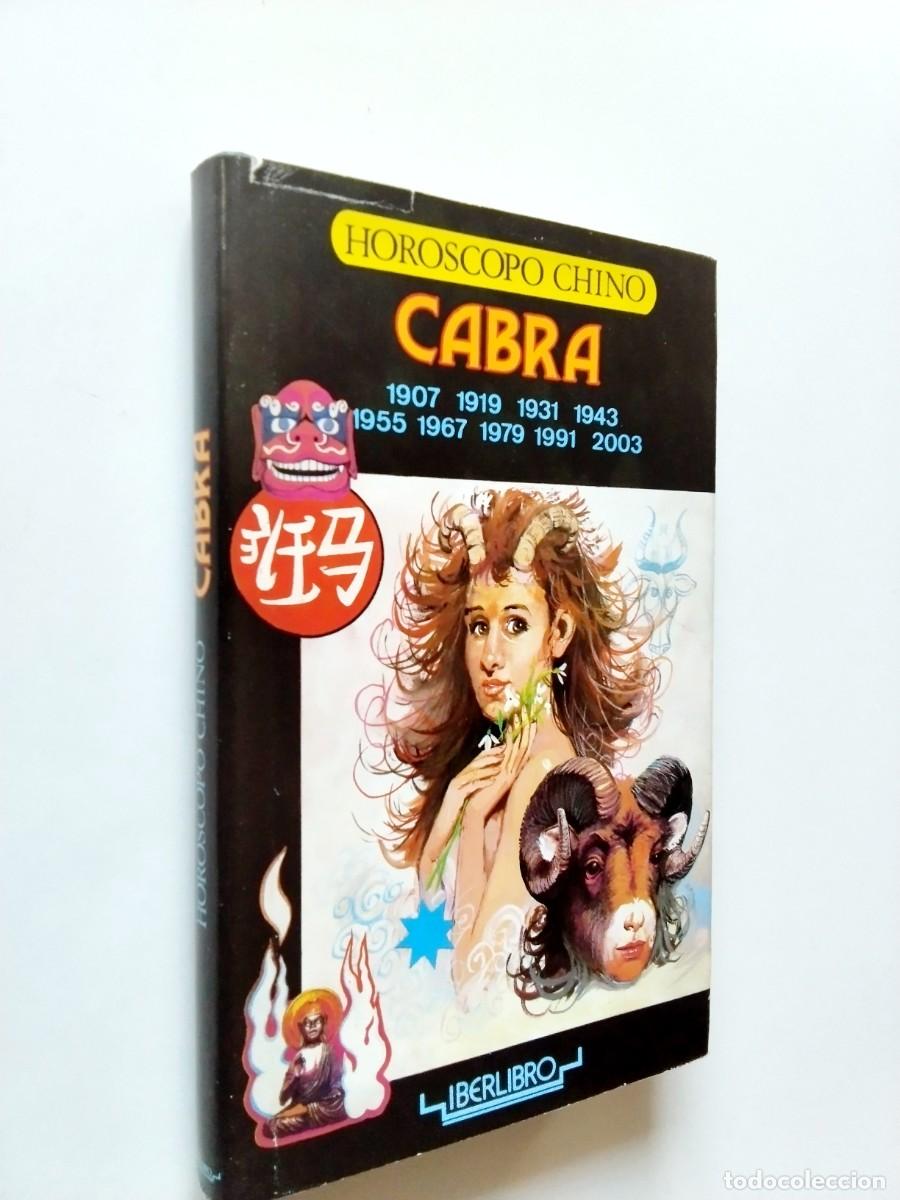 HOROSCOPO CHINO
CABRA
1907 1919 1931 1943
1955 1967 1979 1991 2003
HOROSCOPO CHINO CABRA
IBERLIBRO
todocoleccion